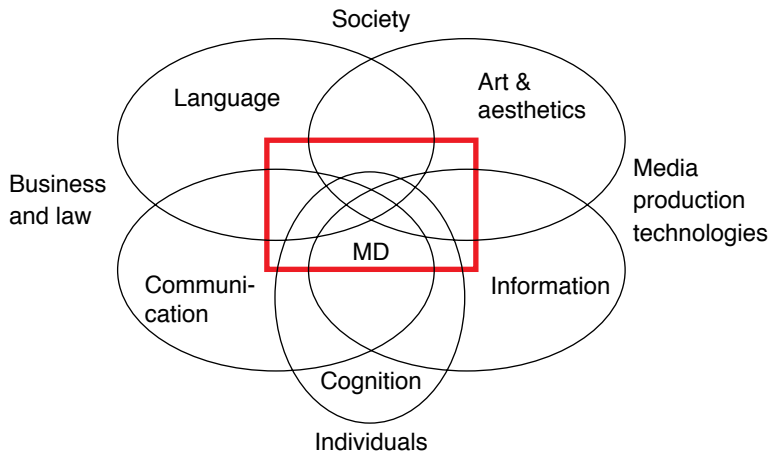 Society
Language
Art &
aesthetics
Business
and law
Media
production
technologies
MD
Communi-
cation
Information
Cognition
Individuals